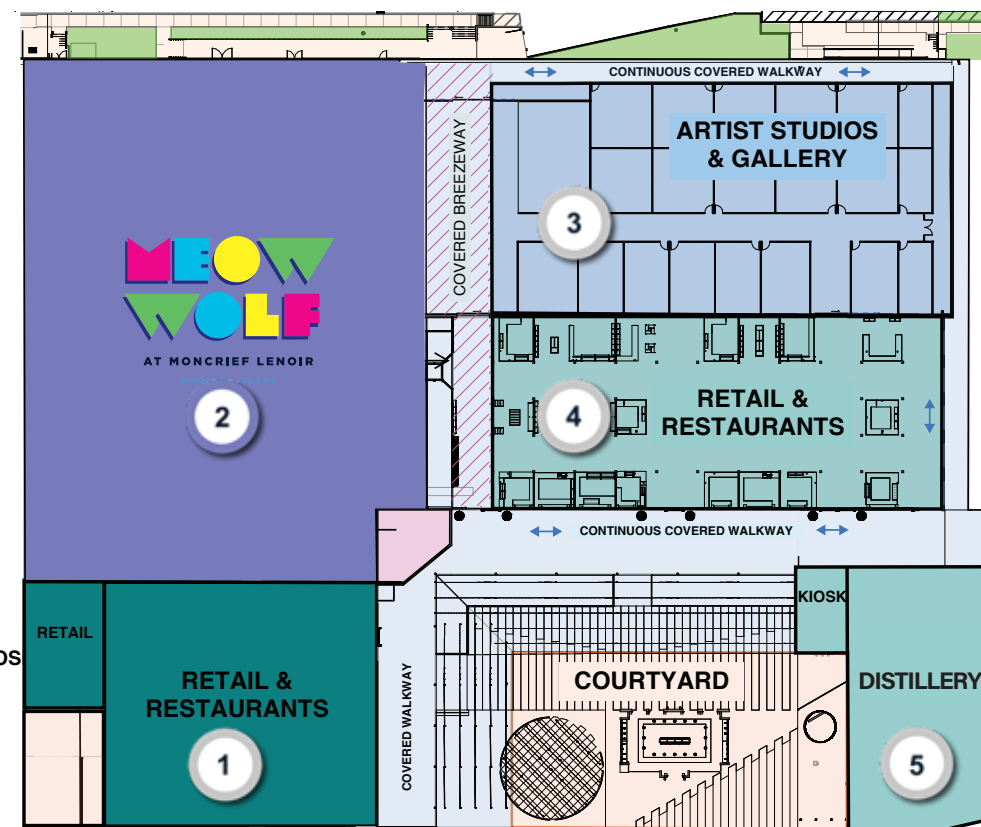 CONTINUOUS COVERED WALKWAY
COVERED BREEZEWAY
ARTIST STUDIOS
& GALLERY
3
MEOW
WOLF
AT MONCRIEF LENOIR
2
4
RETAIL &
RESTAURANTS
CONTINUOUS COVERED WALKWAY
RETAIL
DS
RETAIL &
RESTAURANTS
1
COVERED WALKWAY
COURTYARD
KIOSK
DISTILLERY
5